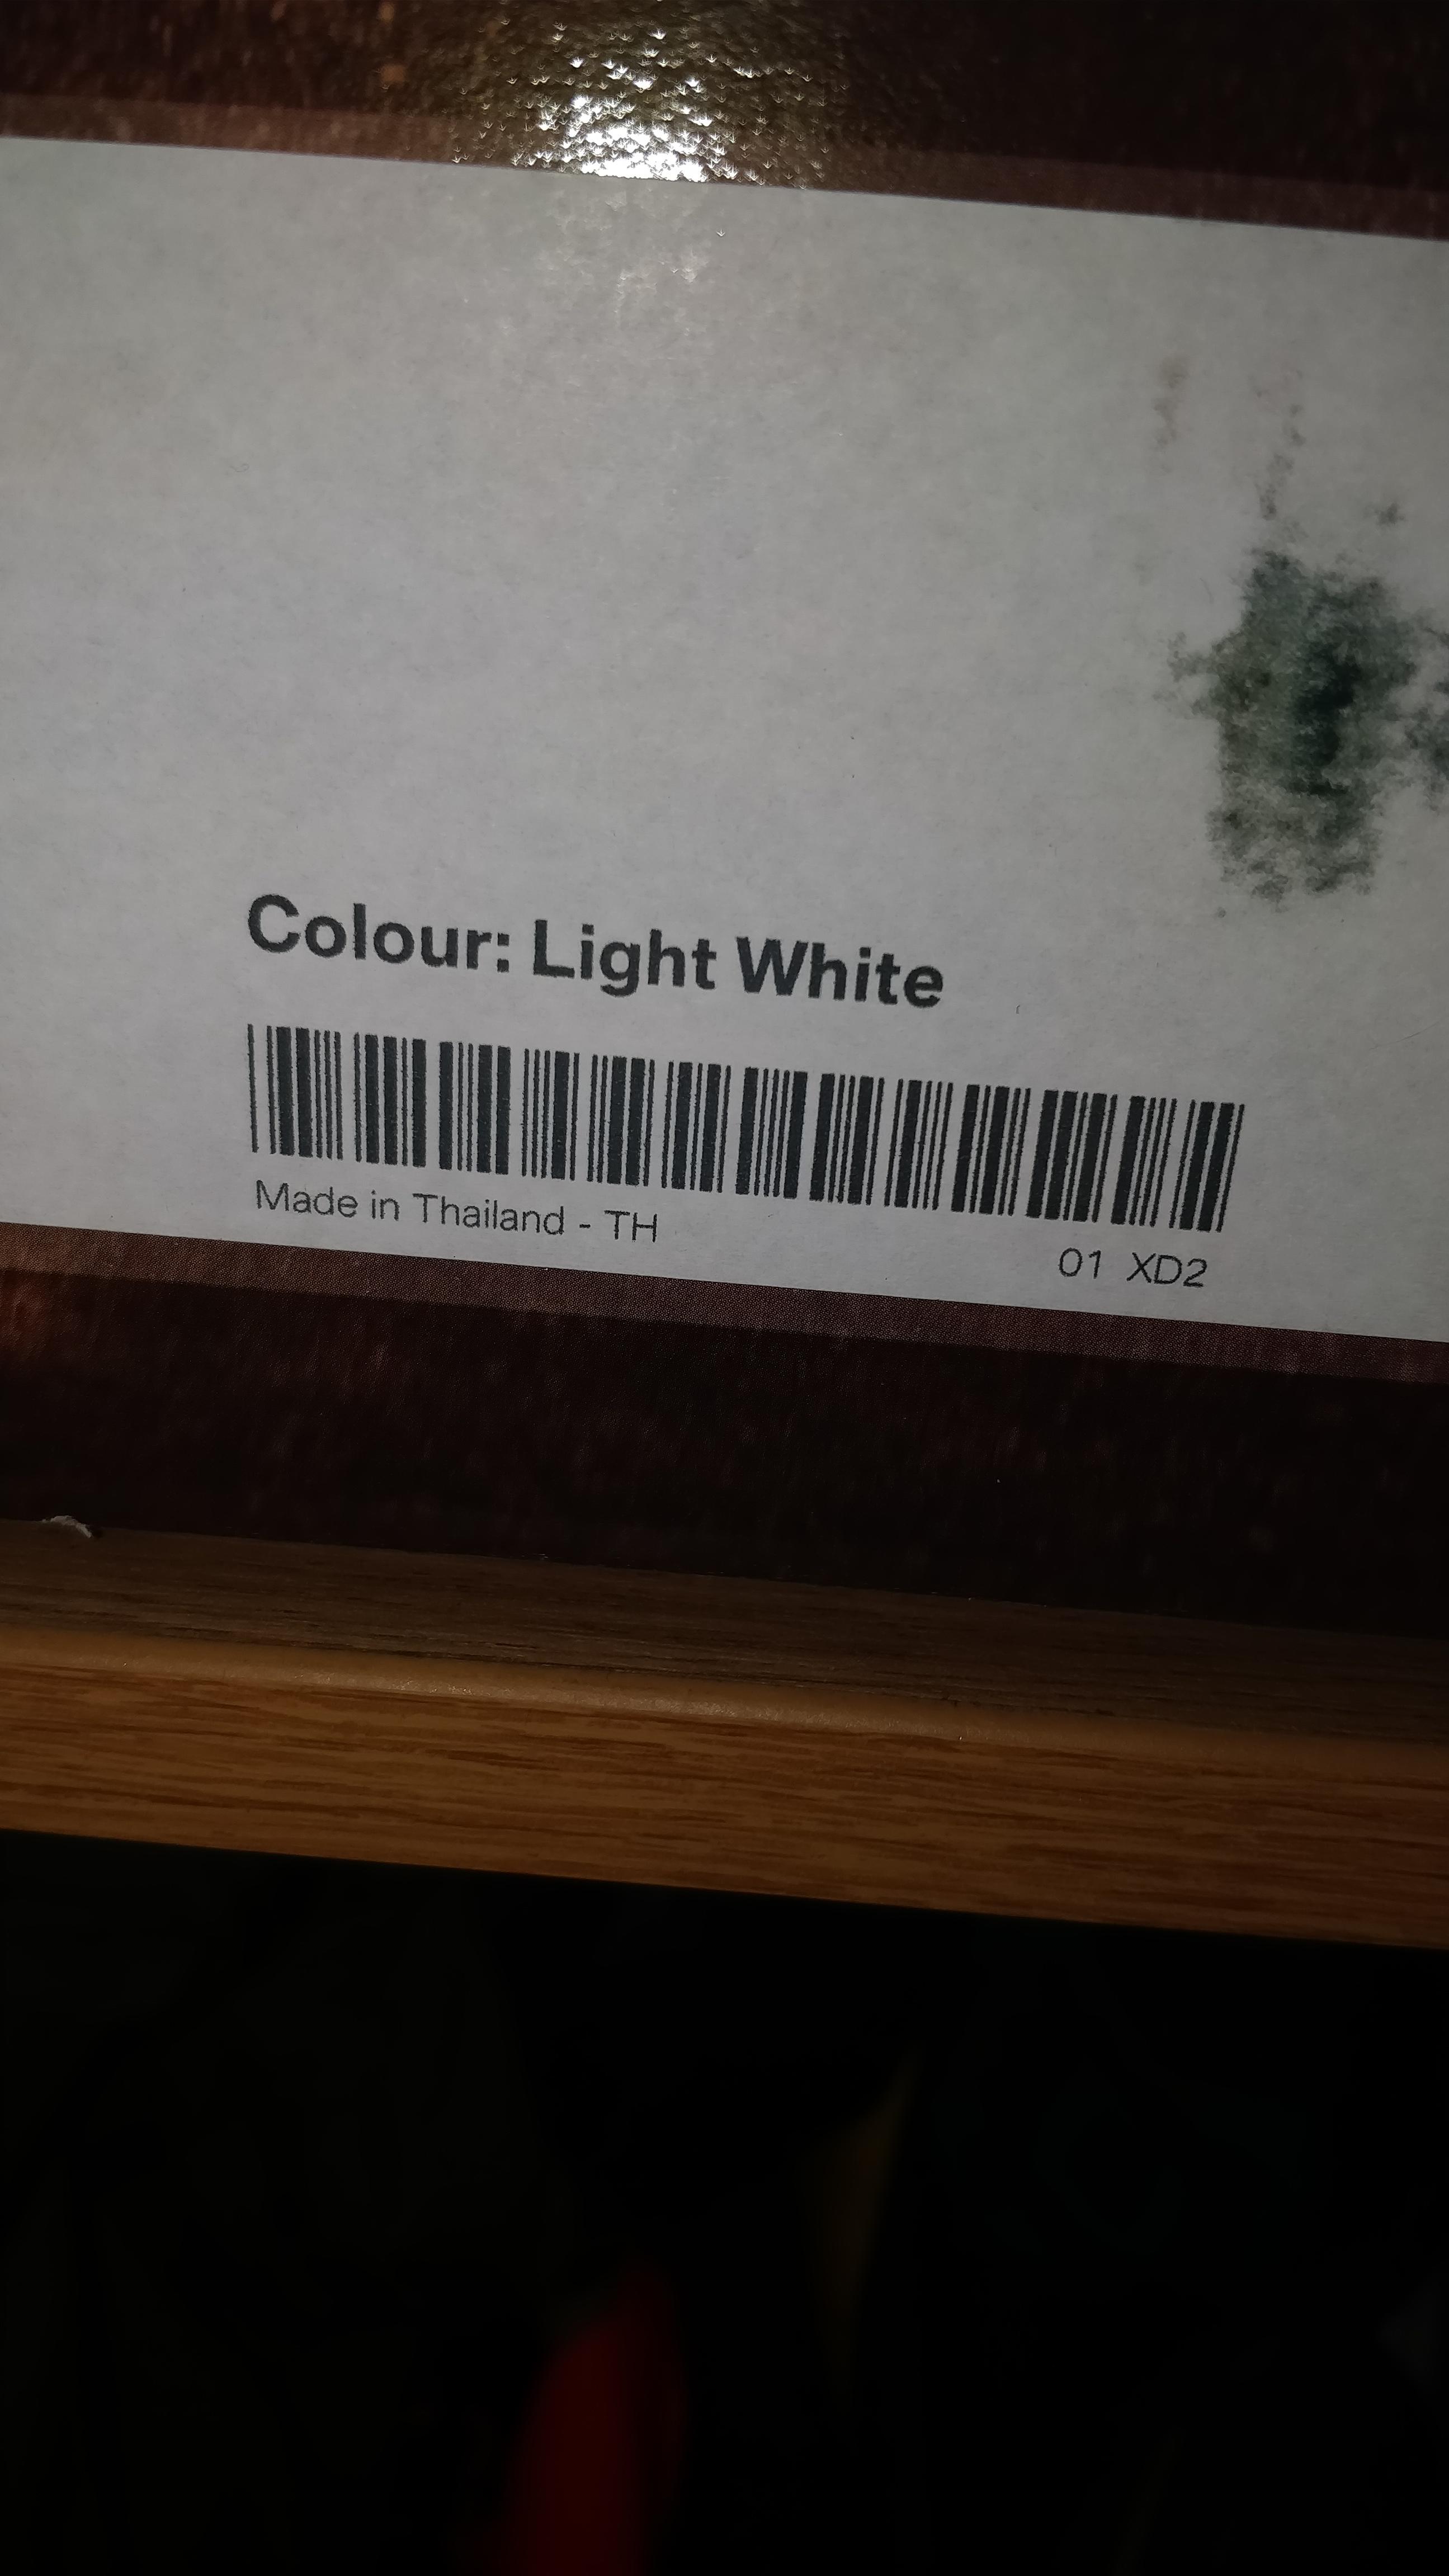 Colour: Light White
Made in Thailand - TH
01 XD2